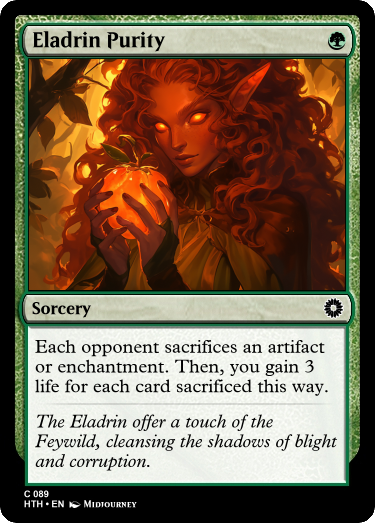 Eladrin Purity
Sorcery
Each opponent sacrifices an artifact
or enchantment. Then, you gain 3
life for each card sacrificed this way.
The Eladrin offer a touch of the
Feywild, cleansing the shadows of blight
and corruption.
C 089
HTH • EN Midjourney